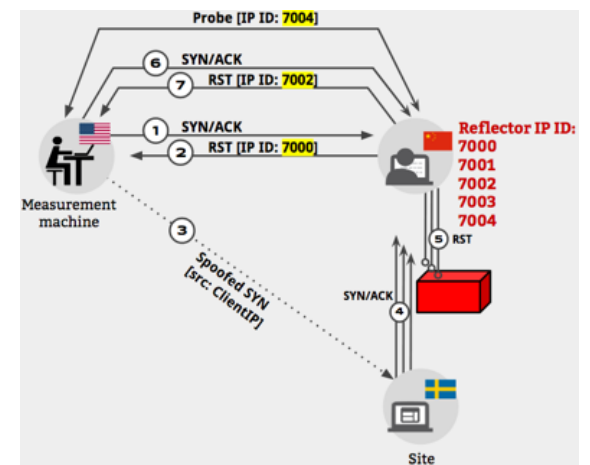 Probe [IP ID: 7004]
6 SYN/ACK
7 RST [IP ID: 7002]
1 SYN/ACK
2 RST [IP ID: 7000]
Reflector IP ID:
7000
7001
7002
7003
7004
Measurement
machine
3
Spoofed SYN
[src: ClientIP]
5 RST
SYN/ACK
4
Site